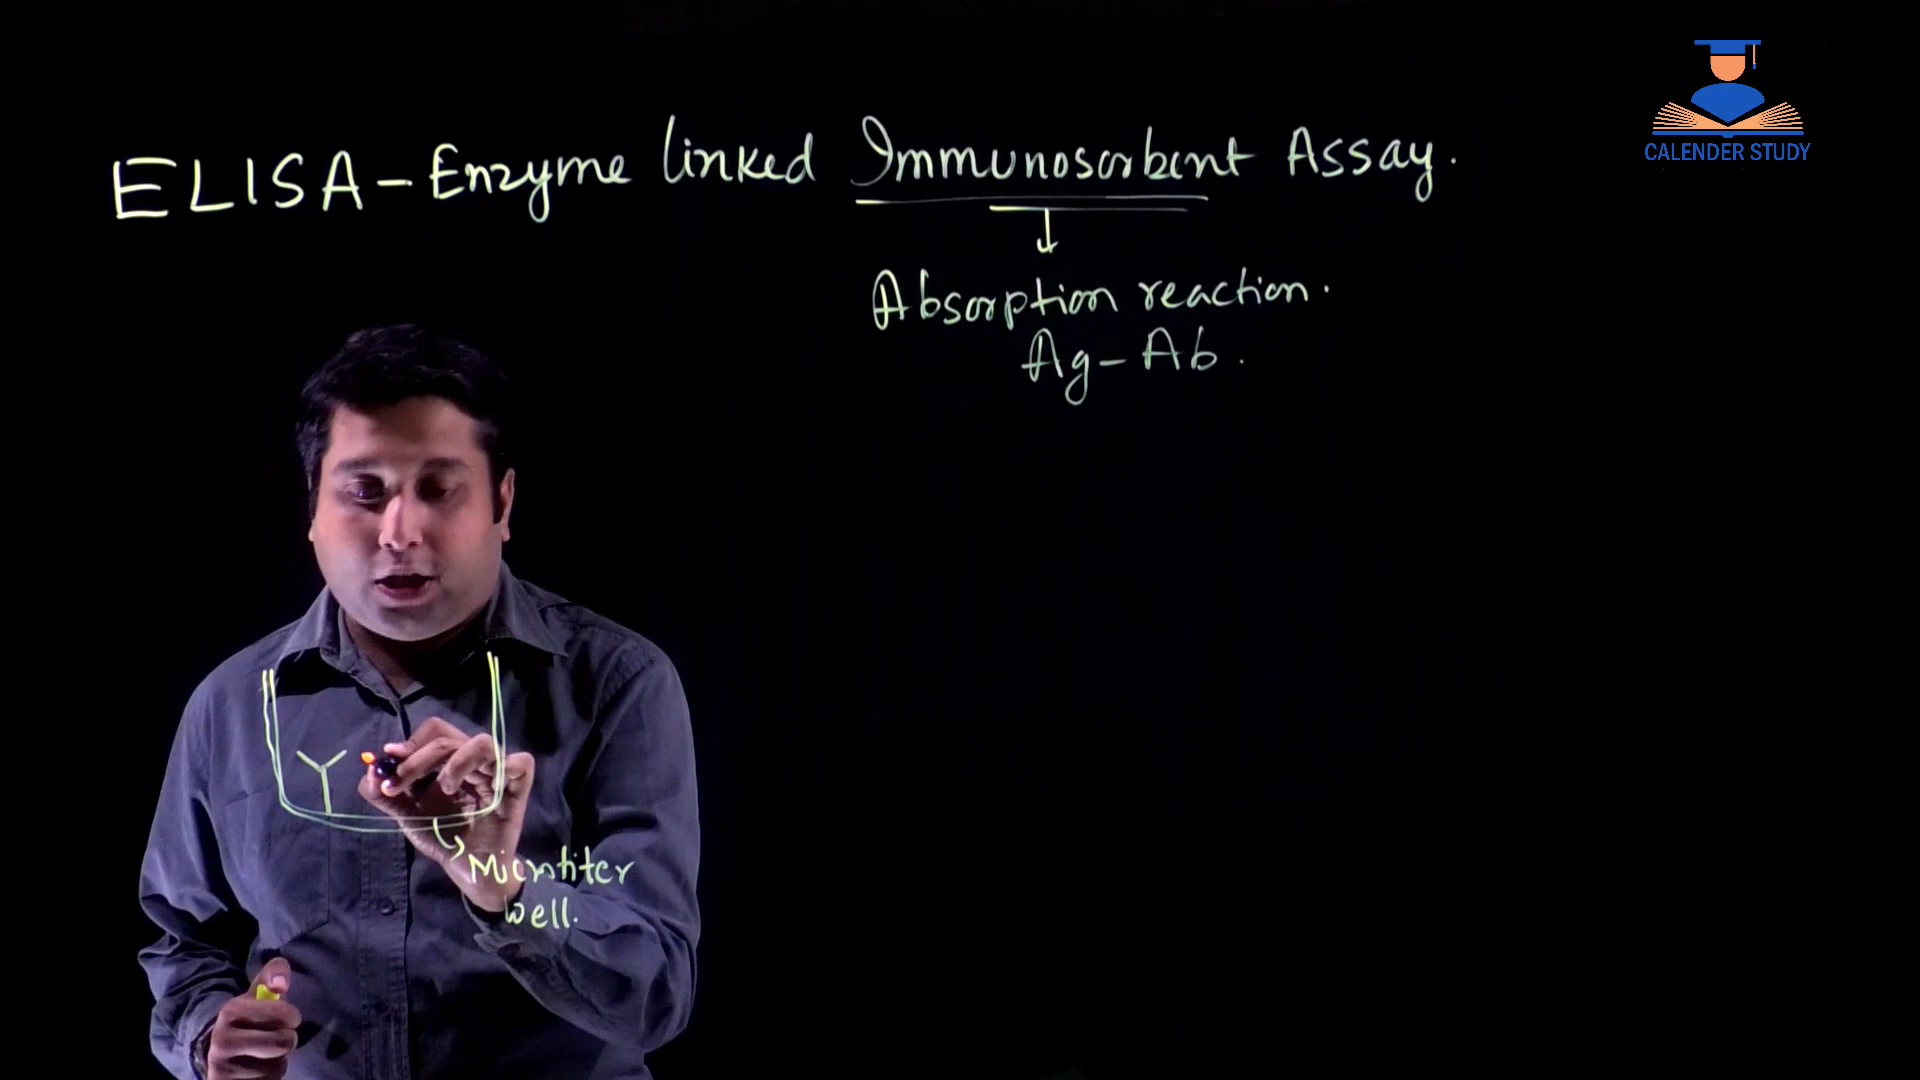 ELISA - Enzyme linked Immunosorbent Assay.
Absorption reaction.
Ag - Ab.
Microtiter
well.
CALENDER STUDY